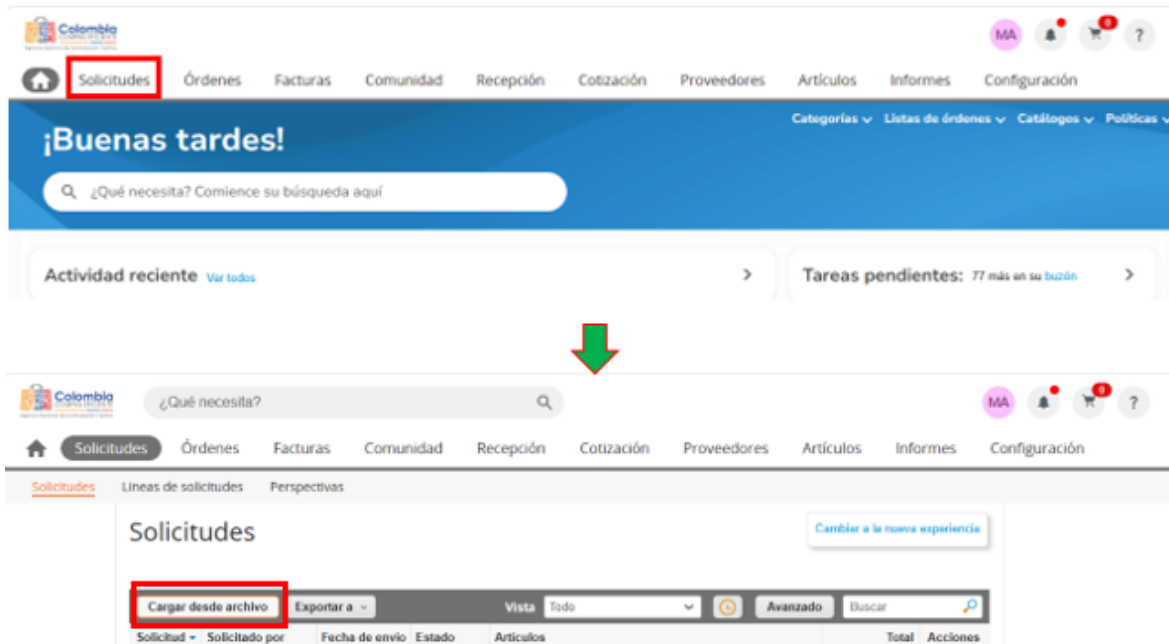 Colombia
MA 0 ?
Solicitudes Órdenes Facturas Comunidad Recepción Cotización Proveedores Artículos Informes Configuración
Categorías Listas de órdenes Catálogos Políticas
¡Buenas tardes!
¿Qué necesita? Comience su búsqueda aquí
Actividad reciente Ver todos
Tareas pendientes: 77 más en su buzón
Colombia
¿Qué necesita?
MA 0 ?
Solicitudes Órdenes Facturas Comunidad Recepción Cotización Proveedores Artículos Informes Configuración
Solicitudes Líneas de solicitudes Perspectivas
Solicitudes
Cambiar a la nueva experiencia
Cargar desde archivo Exportar a Vista Todo Avanzado Buscar
Solicitud Solicitado por Fecha de envío Estado Artículos Total Acciones